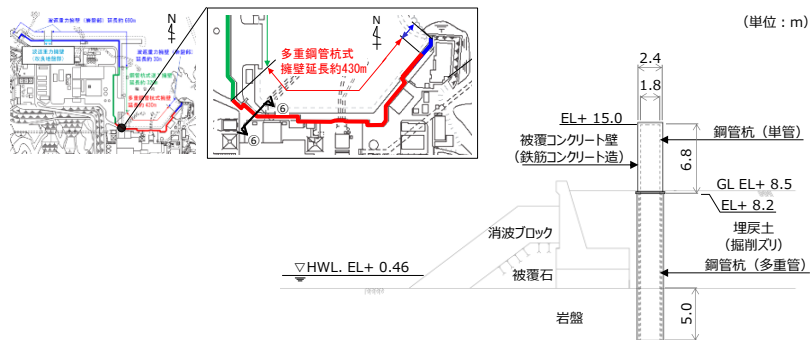 (単位:m)
N
N
多重鋼管杭式
擁壁延長約430m
⑥
⑥
2.4
1.8
EL+ 15.0
被覆コンクリート壁
(鉄筋コンクリート造)
鋼管杭(単管)
6.8
GL EL+ 8.5
EL+ 8.2
埋戻土
(掘削ズリ)
消波ブロック
鋼管杭(多重管)
▽HWL. EL+ 0.46
被覆石
岩盤
5.0